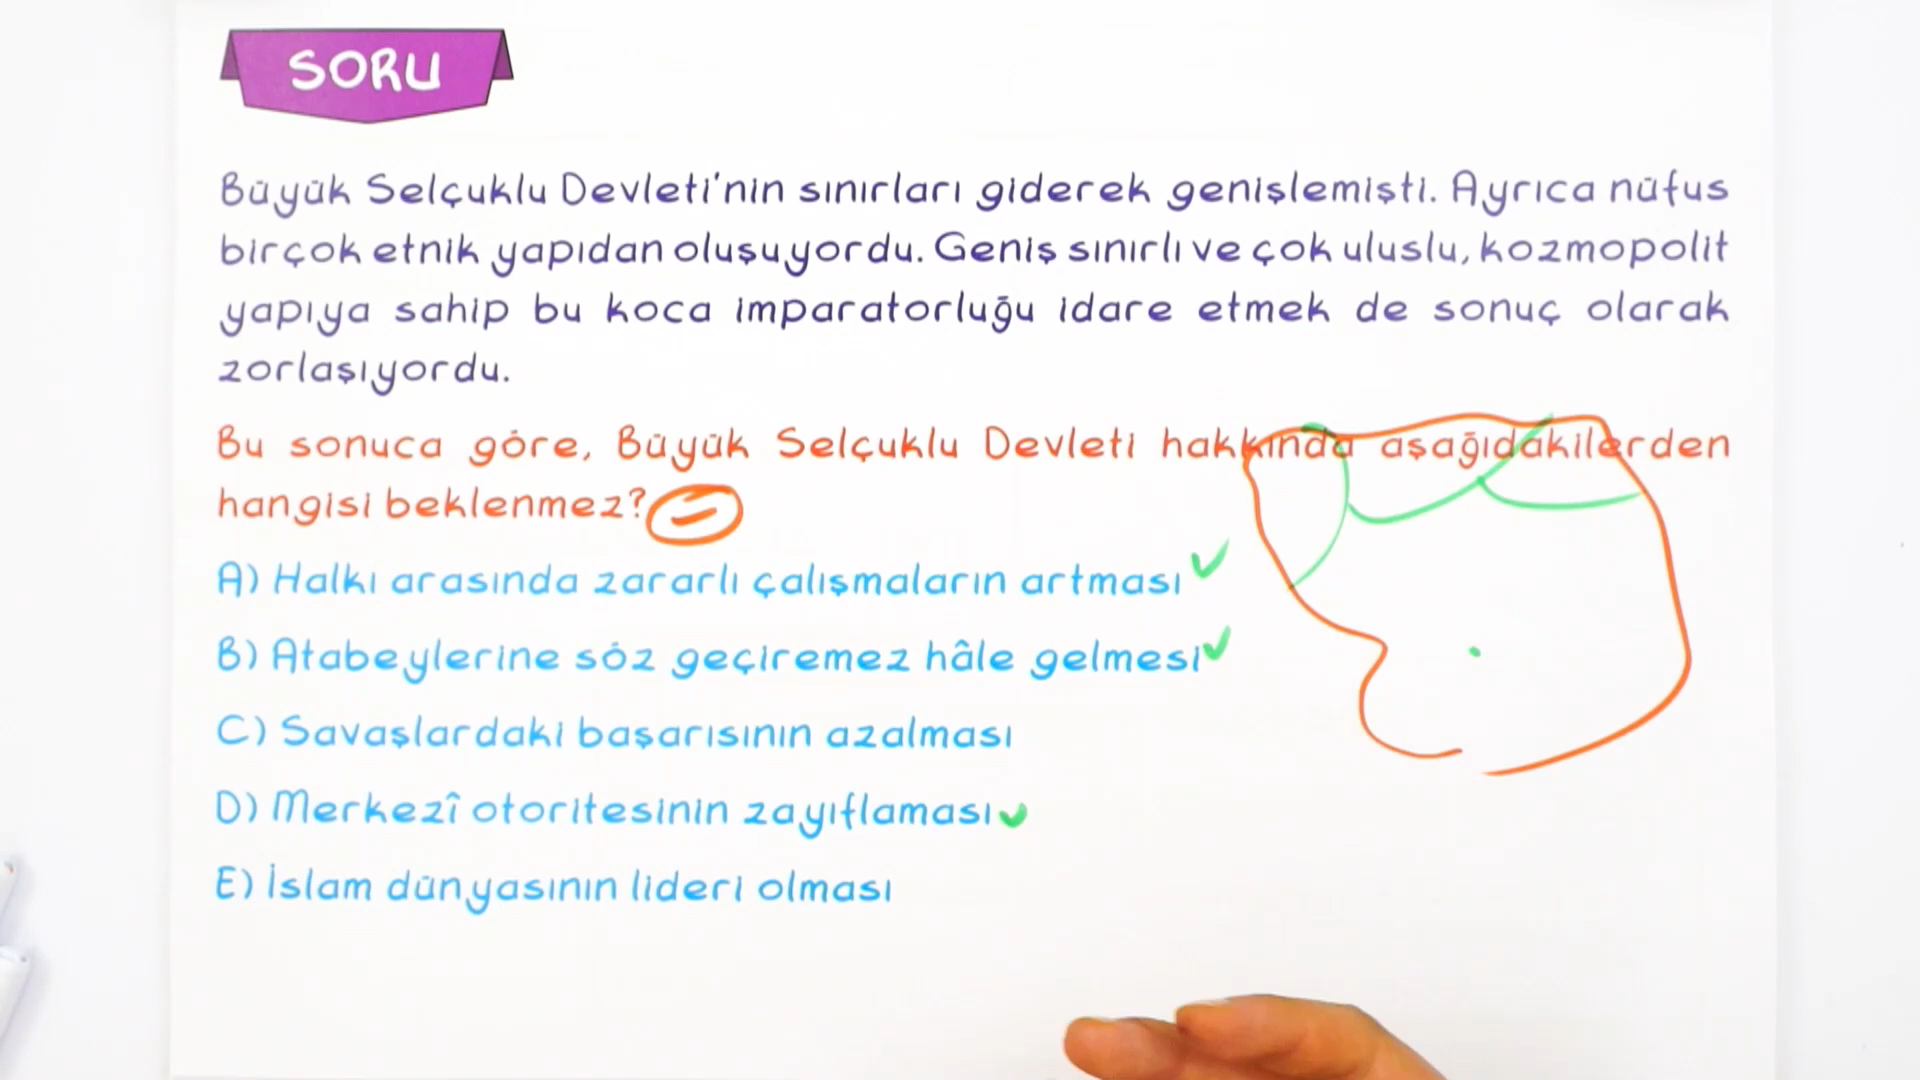 SORU
Büyük Selçuklu Devleti'nin sınırları giderek genişlemişti. Ayrıca nüfus
birçok etnik yapıdan oluşuyordu. Geniş sınırlı ve çok uluslu, kozmopolit
yapıya sahip bu koca imparatorluğu idare etmek de sonuç olarak
zorlaşıyordu.
Bu sonuca göre, Büyük Selçuklu Devleti hakkında aşağıdakilerden
hangisi beklenmez?
A) Halkı arasında zararlı çalışmaların artması
B) Atabeylerine söz geçiremez hâle gelmesi
C) Savaşlardaki başarısının azalması
D) Merkezî otoritesinin zayıflaması
E) İslam dünyasının lideri olması